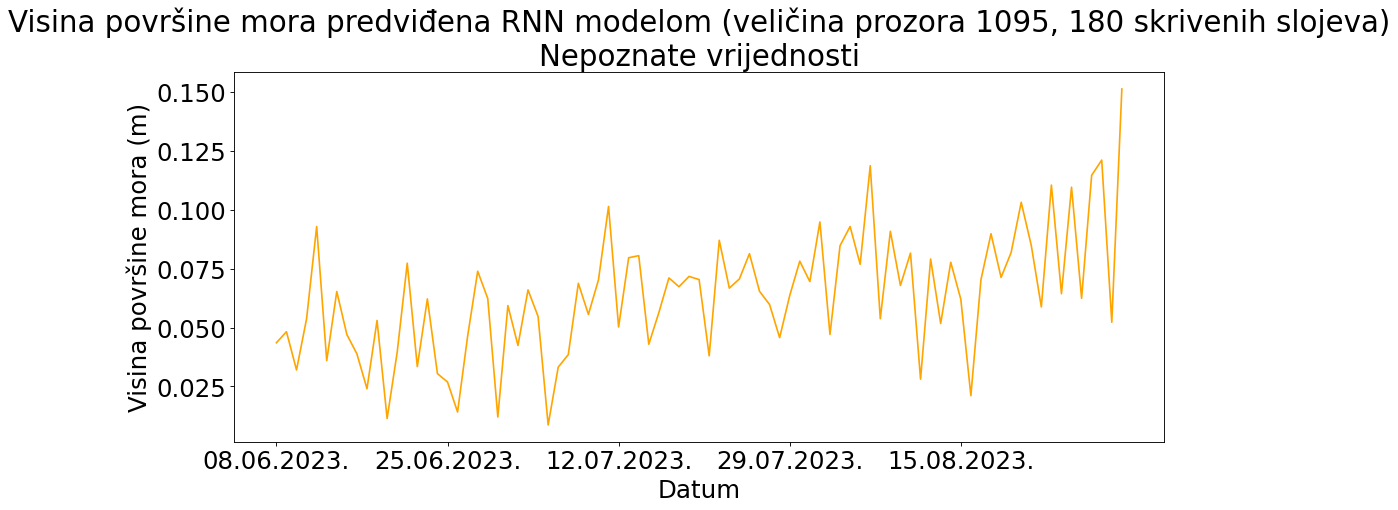 Visina površine mora predviđena RNN modelom (veličina prozora 1095, 180 skrivenih slojeva)
Nepoznate vrijednosti
Visina površine mora (m)
0.150
0.125
0.100
0.075
0.050
0.025
08.06.2023.
25.06.2023.
12.07.2023.
29.07.2023.
15.08.2023.
Datum